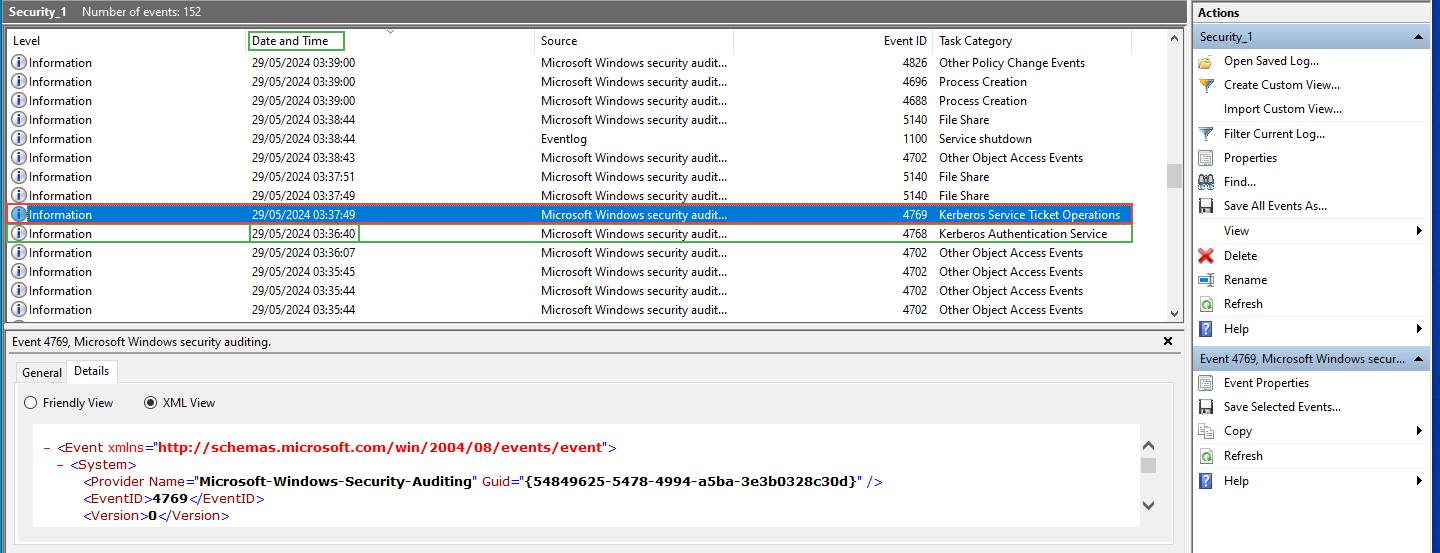 Security_1 Number of events: 152
Level Date and Time Source Event ID Task Category
Information 29/05/2024 03:39:00 Microsoft Windows security audit... 4826 Other Policy Change Events
Information 29/05/2024 03:39:00 Microsoft Windows security audit... 4696 Process Creation
Information 29/05/2024 03:39:00 Microsoft Windows security audit... 4688 Process Creation
Information 29/05/2024 03:38:44 Microsoft Windows security audit... 5140 File Share
Information 29/05/2024 03:38:44 Eventlog 1100 Service shutdown
Information 29/05/2024 03:38:43 Microsoft Windows security audit... 4702 Other Object Access Events
Information 29/05/2024 03:37:51 Microsoft Windows security audit... 5140 File Share
Information 29/05/2024 03:37:49 Microsoft Windows security audit... 5140 File Share
Information 29/05/2024 03:37:49 Microsoft Windows security audit... 4769 Kerberos Service Ticket Operations
Information 29/05/2024 03:36:40 Microsoft Windows security audit... 4768 Kerberos Authentication Service
Information 29/05/2024 03:36:07 Microsoft Windows security audit... 4702 Other Object Access Events
Information 29/05/2024 03:35:45 Microsoft Windows security audit... 4702 Other Object Access Events
Information 29/05/2024 03:35:44 Microsoft Windows security audit... 4702 Other Object Access Events
Information 29/05/2024 03:35:44 Microsoft Windows security audit... 4702 Other Object Access Events
Event 4769, Microsoft Windows security auditing.
General Details
Friendly View XML View
- <Event xmlns="http://schemas.microsoft.com/win/2004/08/events/event">
- <System>
<Provider Name="Microsoft-Windows-Security-Auditing" Guid="{54849625-5478-4994-a5ba-3e3b0328c30d}" />
<EventID>4769</EventID>
<Version>0</Version>
Actions
Security_1
Open Saved Log...
Create Custom View...
Import Custom View...
Filter Current Log...
Properties
Find...
Save All Events As...
View
Delete
Rename
Refresh
Help
Event 4769, Microsoft Windows secur...
Event Properties
Save Selected Events...
Copy
Refresh
Help